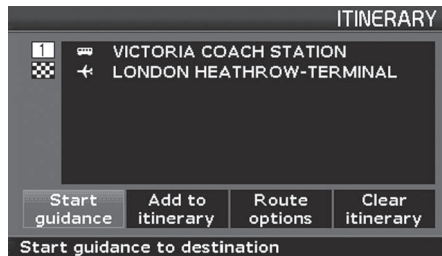 ITINERARY
1 VICTORIA COACH STATION
LONDON HEATHROW-TERMINAL
Start guidance
Add to itinerary
Route options
Clear itinerary
Start guidance to destination